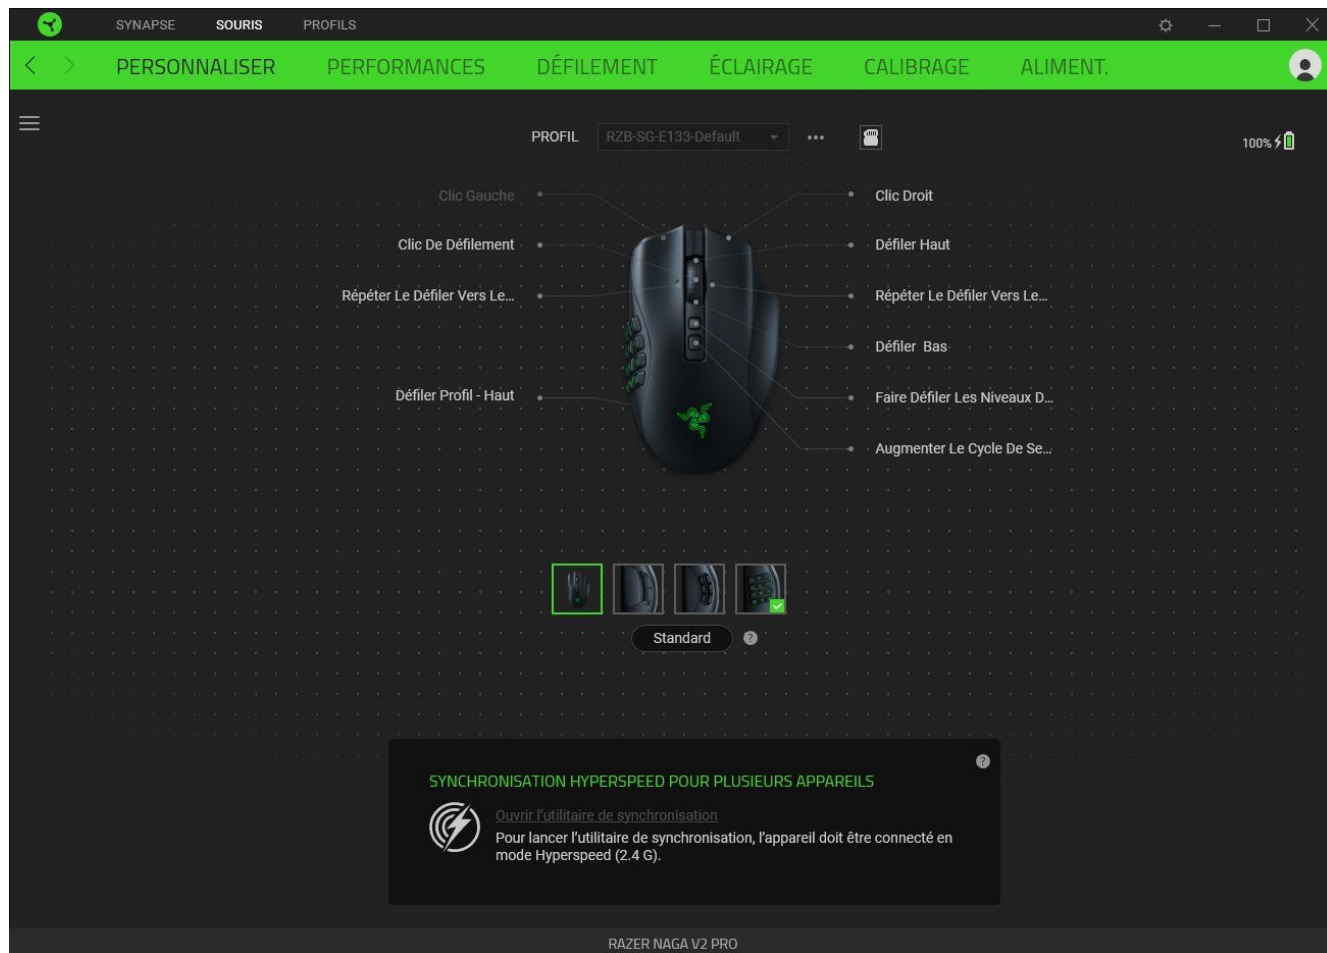 SYNAPSE SOURIS PROFILS
PERSONNALISER PERFORMANCES DÉFILEMENT ÉCLAIRAGE CALIBRAGE ALIMENT.
PROFIL RZB-SG-E133-Default
100%
Clic Gauche
Clic Droit
Clic De Défilement
Défiler Haut
Répéter Le Défiler Vers Le...
Répéter Le Défiler Vers Le...
Défiler Bas
Défiler Profil - Haut
Faire Défiler Les Niveaux D...
Augmenter Le Cycle De Se...
Standard ?
?
SYNCHRONISATION HYPERSPEED POUR PLUSIEURS APPAREILS
Ouvrir l'utilitaire de synchronisation
Pour lancer l'utilitaire de synchronisation, l'appareil doit être connecté en
mode Hyperspeed (2.4 G).
RAZER NAGA V2 PRO